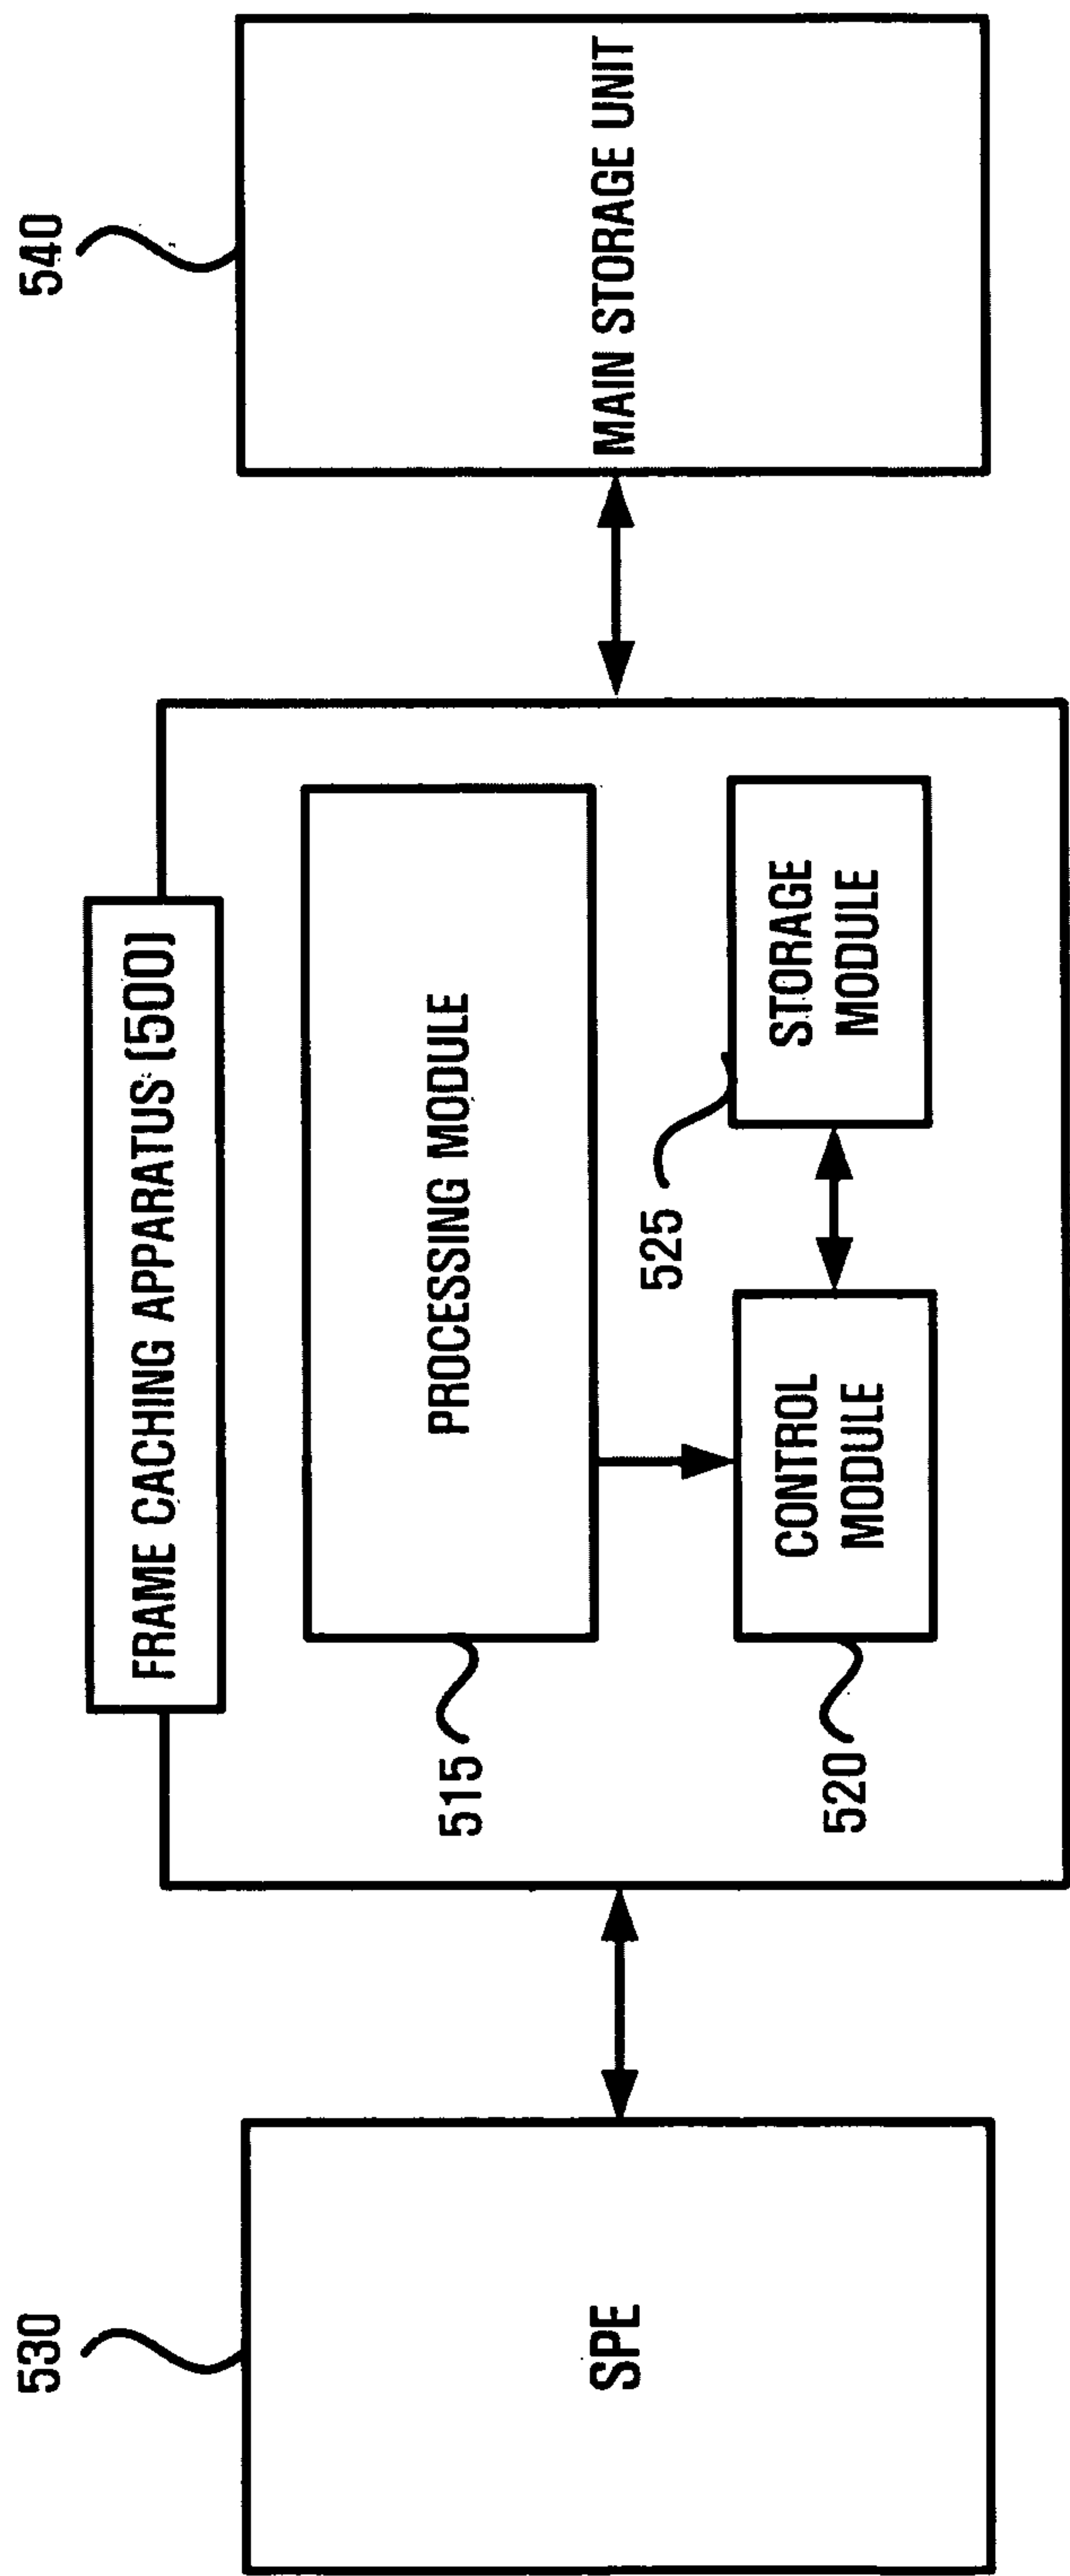 530
SPE
FRAME CACHING APPARATUS (500)
515
PROCESSING MODULE
520
CONTROL
MODULE
525
STORAGE
MODULE
540
MAIN STORAGE UNIT